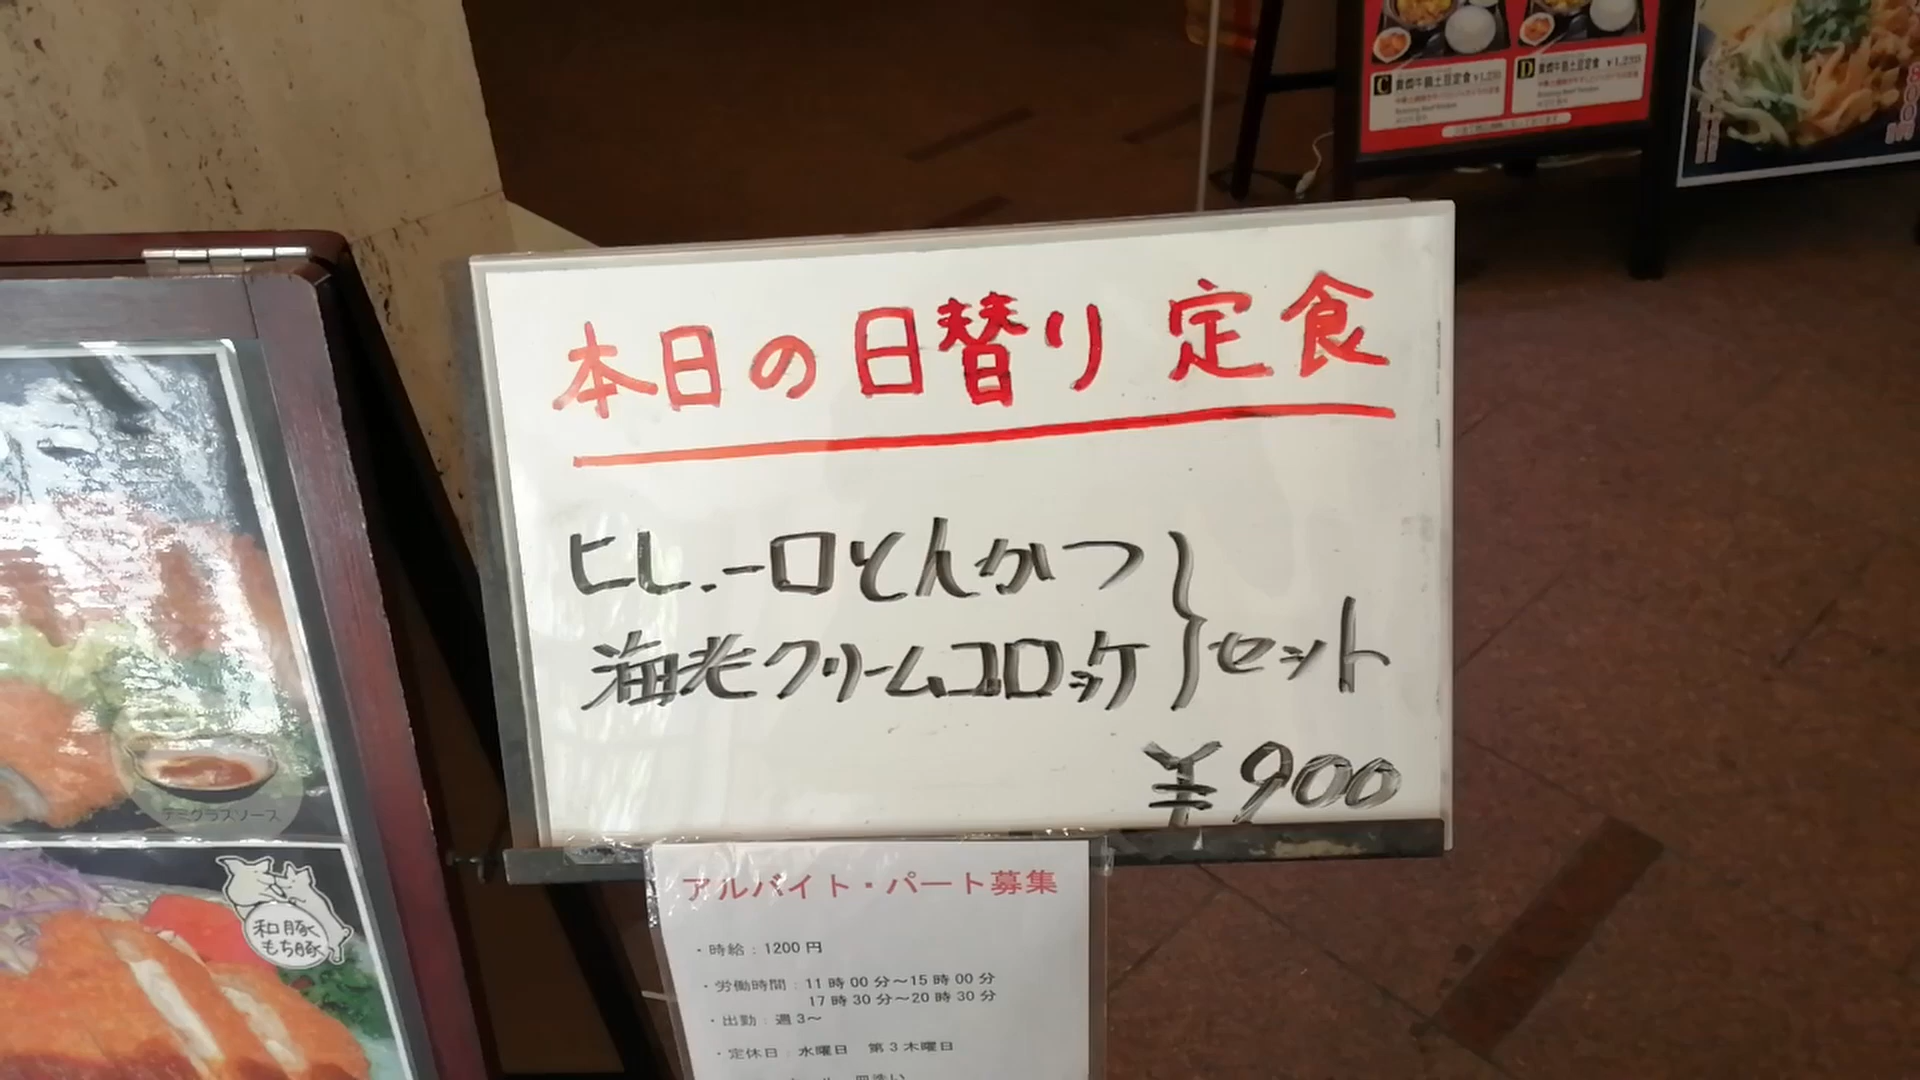 本日の日替り定食
ヒレ一口とんかつ
海老クリームコロッケ
セット
¥900
アルバイト・パート募集
・時給：1200円
・労働時間：11時00分～15時00分
17時30分～20時30分
・出勤：週3～
・定休日：水曜日 第3木曜日
デミグラスソース
和豚
もち豚
C
D